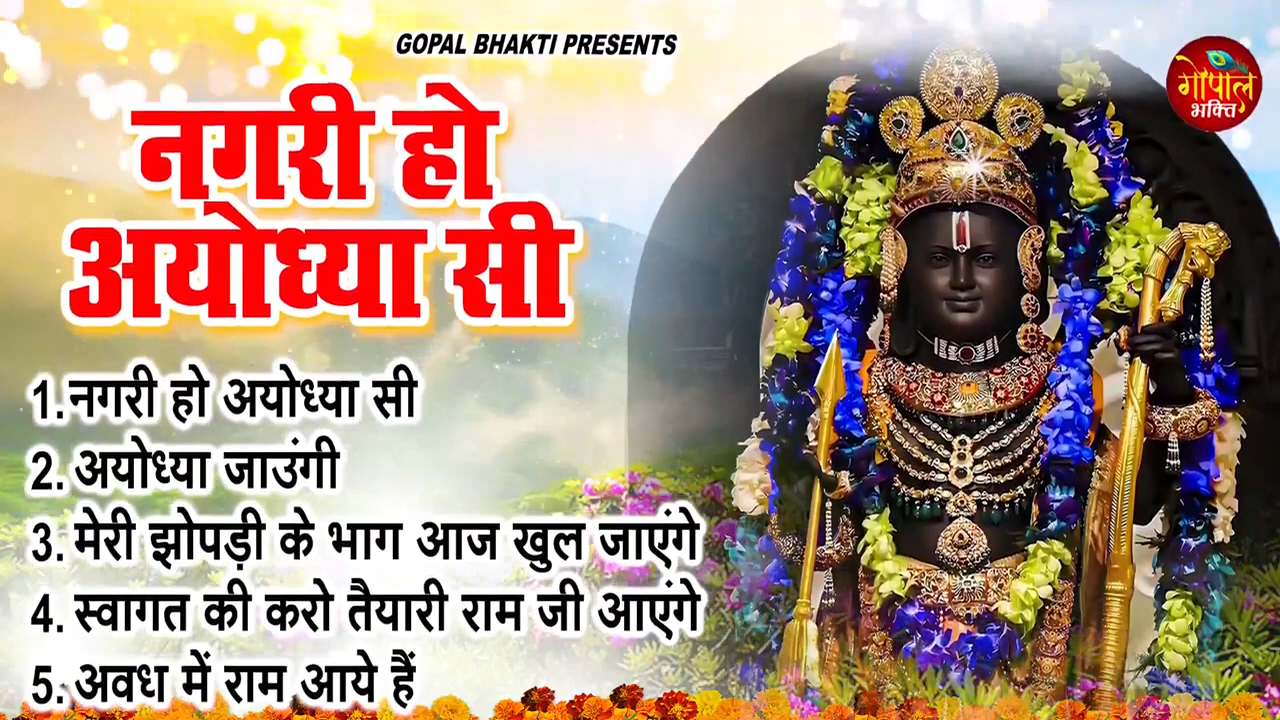 GOPAL BHAKTI PRESENTS
गोपाल
भक्ति
नगरी हो
अयोध्या सी
1. नगरी हो अयोध्या सी
2. अयोध्या जाउंगी
3. मेरी झोपड़ी के भाग आज खुल जाएंगे
4. स्वागत की करो तैयारी राम जी आएंगे
5. अवध में राम आये हैं